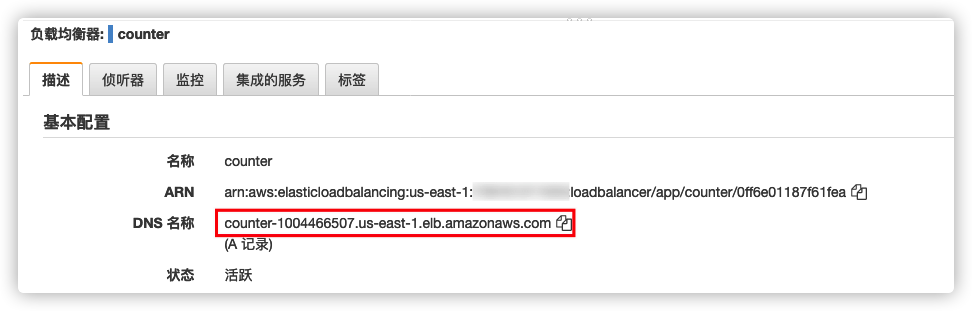 负载均衡器: counter
描述 侦听器 监控 集成的服务 标签
基本配置
名称 counter
ARN arn:aws:elasticloadbalancing:us-east-1: loadbalancer/app/counter/0ff6e01187f61fea
DNS 名称 counter-1004466507.us-east-1.elb.amazonaws.com
(A 记录)
状态 活跃